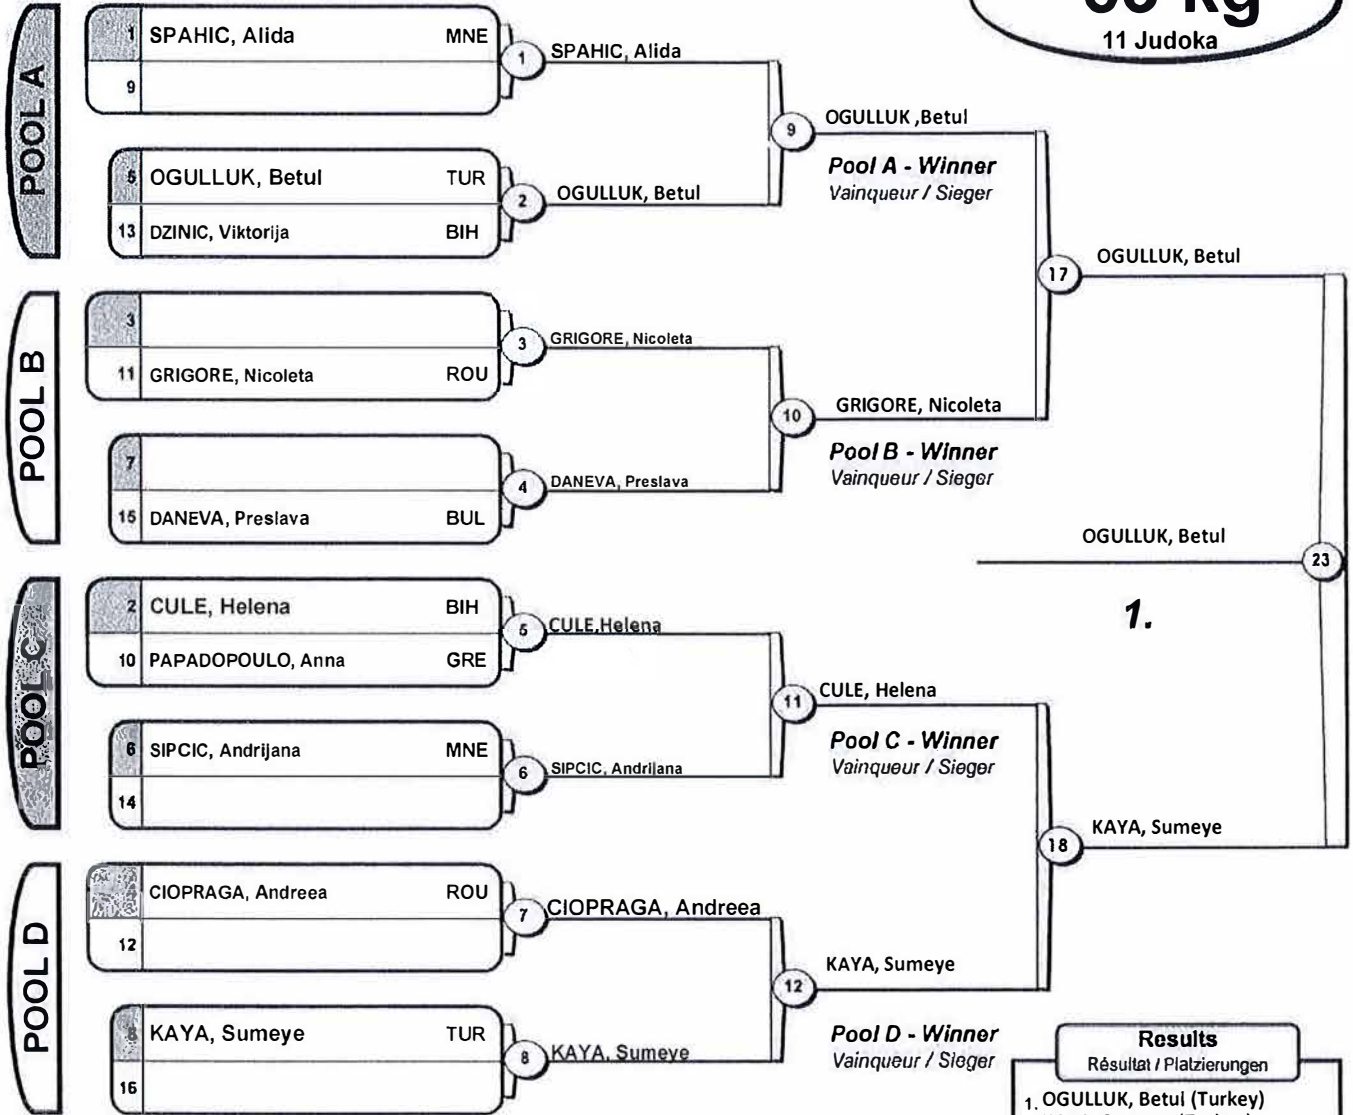 kg
11 Judoka
POOL A
1 SPAHIC, Alida MNE
9
1 SPAHIC, Alida
5 OGULLUK, Betul TUR
13 DZINIC, Viktorija BIH
2 OGULLUK, Betul
9 OGULLUK ,Betul
Pool A - Winner
Vainqueur / Sieger
POOL B
3
11 GRIGORE, Nicoleta ROU
3 GRIGORE, Nicoleta
7
15 DANEVA, Preslava BUL
4 DANEVA, Preslava
10 GRIGORE, Nicoleta
Pool B - Winner
Vainqueur / Sieger
17 OGULLUK, Betul
OGULLUK, Betul 23
1.
POOL C
2 CULE, Helena BIH
10 PAPADOPOULO, Anna GRE
5 CULE,Helena
6 SIPCIC, Andrijana MNE
14
6 SIPCIC, Andrijana
11 CULE, Helena
Pool C - Winner
Vainqueur / Sieger
18 KAYA, Sumeye
POOL D
CIOPRAGA, Andreea ROU
12
7 CIOPRAGA, Andreea
8 KAYA, Sumeye TUR
16
8 KAYA, Sumeye
12 KAYA, Sumeye
Pool D - Winner
Vainqueur / Sieger
Results
Résultat / Platzierungen
1. OGULLUK, Betul (Turkey)